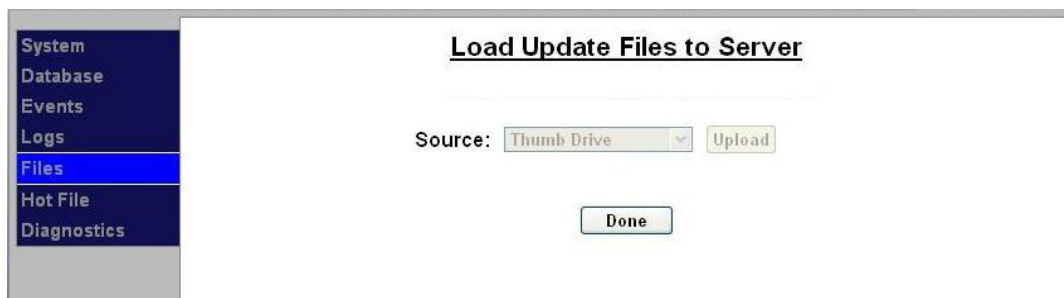 System
Database
Events
Logs
Files
Hot File
Diagnostics
Load Update Files to Server
Source: Thumb Drive Upload
Done